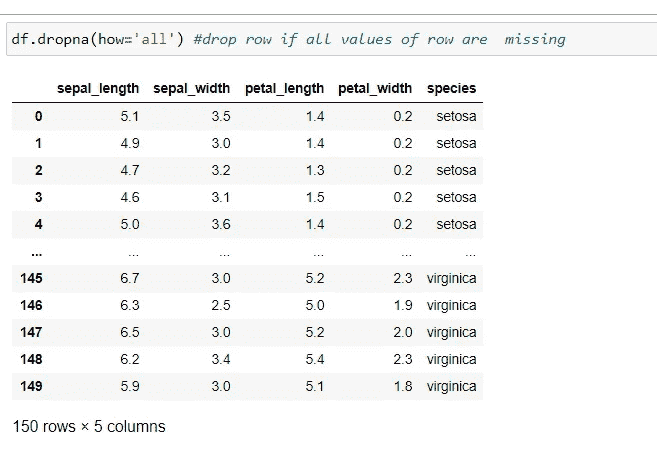 df.dropna(how='all') #drop row if all values of row are  missing
sepal_length sepal_width petal_length petal_width species
0 5.1 3.5 1.4 0.2 setosa
1 4.9 3.0 1.4 0.2 setosa
2 4.7 3.2 1.3 0.2 setosa
3 4.6 3.1 1.5 0.2 setosa
4 5.0 3.6 1.4 0.2 setosa
... ... ... ... ... ...
145 6.7 3.0 5.2 2.3 virginica
146 6.3 2.5 5.0 1.9 virginica
147 6.5 3.0 5.2 2.0 virginica
148 6.2 3.4 5.4 2.3 virginica
149 5.9 3.0 5.1 1.8 virginica
150 rows × 5 columns